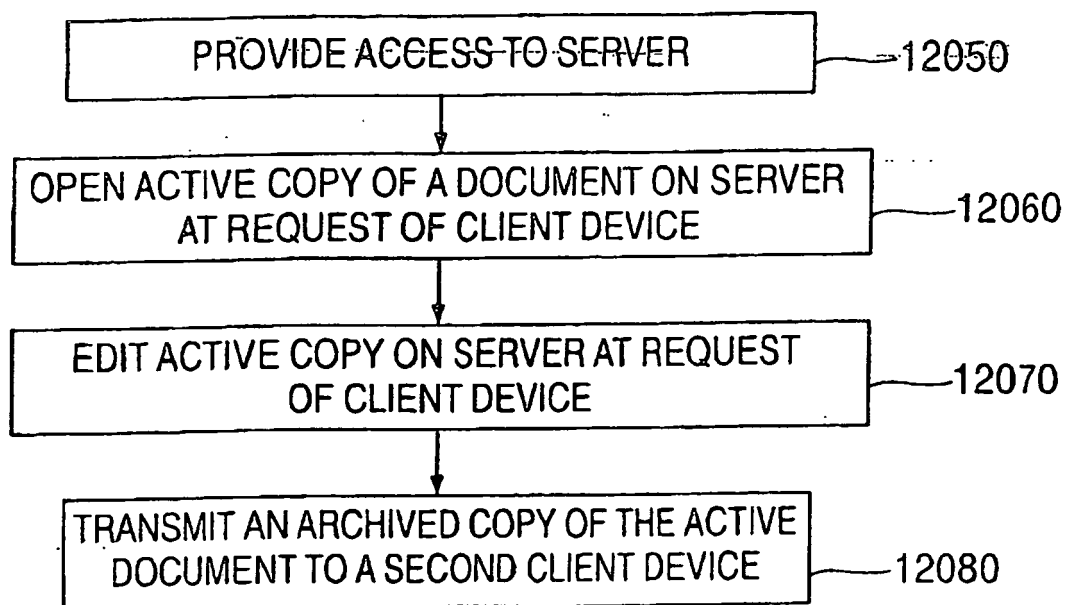 PROVIDE ACCESS TO SERVER
12050
OPEN ACTIVE COPY OF A DOCUMENT ON SERVER
AT REQUEST OF CLIENT DEVICE
12060
EDIT ACTIVE COPY ON SERVER AT REQUEST
OF CLIENT DEVICE
12070
TRANSMIT AN ARCHIVED COPY OF THE ACTIVE
DOCUMENT TO A SECOND CLIENT DEVICE
12080